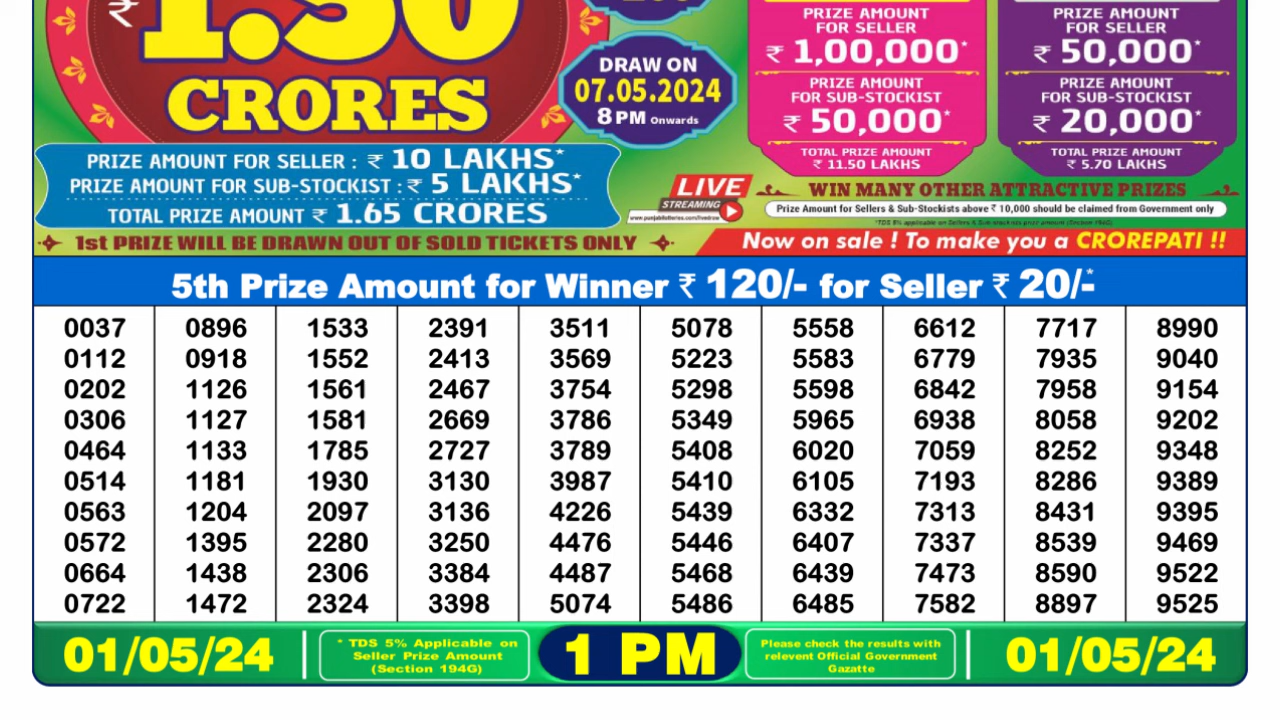 ₹ 1.50
CRORES
DRAW ON
07.05.2024
8PM Onwards
PRIZE AMOUNT
FOR SELLER
₹ 1,00,000*
PRIZE AMOUNT
FOR SUB-STOCKIST
₹ 50,000*
TOTAL PRIZE AMOUNT
₹ 11.50 LAKHS
PRIZE AMOUNT
FOR SELLER
₹ 50,000*
PRIZE AMOUNT
FOR SUB-STOCKIST
₹ 20,000*
TOTAL PRIZE AMOUNT
₹ 5.70 LAKHS
PRIZE AMOUNT FOR SELLER : ₹ 10 LAKHS*
PRIZE AMOUNT FOR SUB-STOCKIST : ₹ 5 LAKHS*
TOTAL PRIZE AMOUNT ₹ 1.65 CRORES
LIVE
STREAMING
WIN MANY OTHER ATTRACTIVE PRIZES
Prize Amount for Sellers & Sub-Stockists above ₹ 10,000 should be claimed from Government only
1st PRIZE WILL BE DRAWN OUT OF SOLD TICKETS ONLY
Now on sale ! To make you a CROREPATI !!
5th Prize Amount for Winner ₹ 120/- for Seller ₹ 20/-*
0037 0896 1533 2391 3511 5078 5558 6612 7717 8990
0112 0918 1552 2413 3569 5223 5583 6779 7935 9040
0202 1126 1561 2467 3754 5298 5598 6842 7958 9154
0306 1127 1581 2669 3786 5349 5965 6938 8058 9202
0464 1133 1785 2727 3789 5408 6020 7059 8252 9348
0514 1181 1930 3130 3987 5410 6105 7193 8286 9389
0563 1204 2097 3136 4226 5439 6332 7313 8431 9395
0572 1395 2280 3250 4476 5446 6407 7337 8539 9469
0664 1438 2306 3384 4487 5468 6439 7473 8590 9522
0722 1472 2324 3398 5074 5486 6485 7582 8897 9525
01/05/24
* TDS 5% Applicable on
Seller Prize Amount
(Section 194G)
1 PM
Please check the results with
relevent Official Government
Gazatte
01/05/24